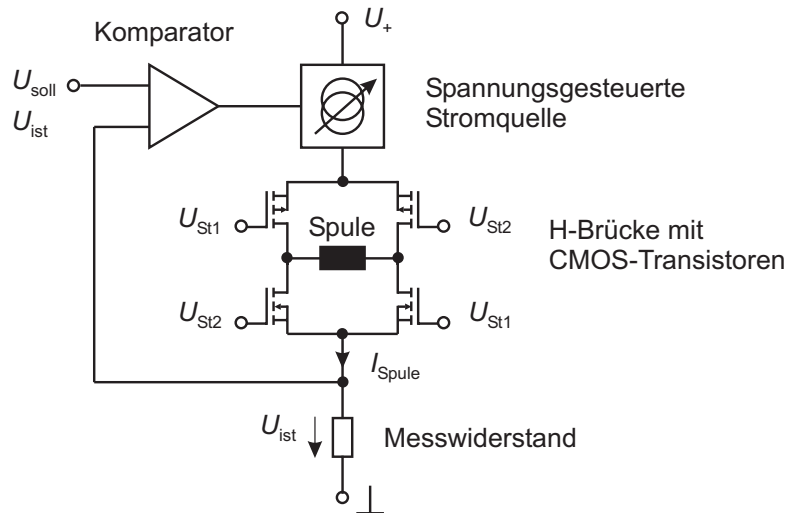 Komparator
U+
Usoll
Uist
Spannungsgesteuerte
Stromquelle
USt1
Spule
USt2
H-Brücke mit
CMOS-Transistoren
USt2
USt1
ISpule
Uist
Messwiderstand